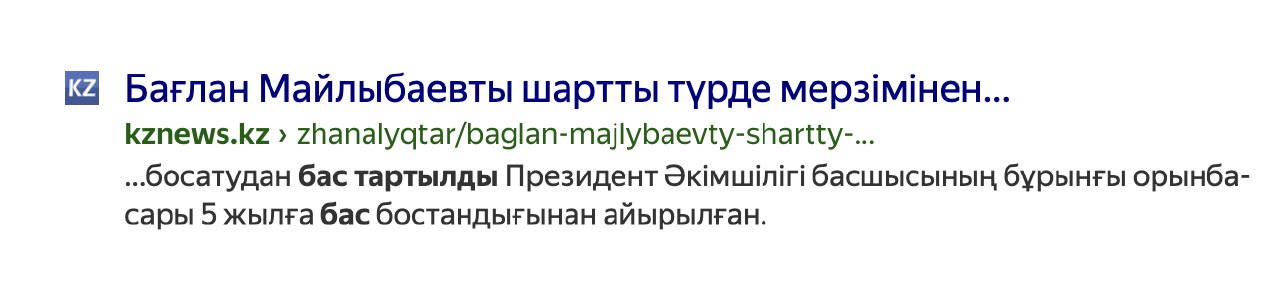 KZ Бағлан Майлыбаевты шартты түрде мерзімінен...
kznews.kz › zhanalyqtar/baglan-majlybaevty-shartty-...
...босатудан бас тартылды Президент Әкімшілігі басшысының бұрынғы орынба-
сары 5 жылға бас бостандығынан айырылған.